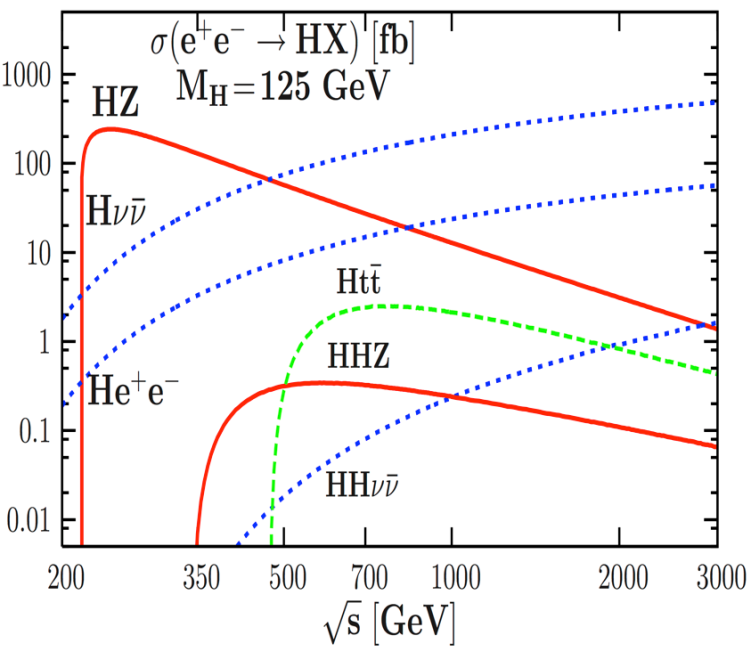 σ(e⁺e⁻ → HX) [fb]
M_H=125 GeV
1000
HZ
100
Hνν̄
10
Htt̄
1
HHZ
He⁺e⁻
0.1
HHνν̄
0.01
200 350 500 700 1000 2000 3000
√s [GeV]